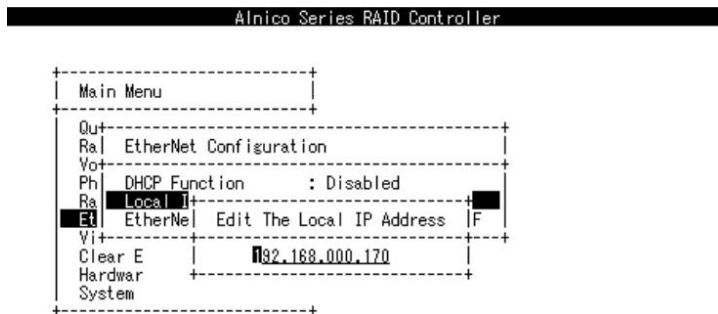 Alnico Series RAID Controller
Main Menu
Qu
Ra EtherNet Configuration
Vo
Ph DHCP Function : Disabled
Ra Local I
Et EtherNe Edit The Local IP Address F
Vi
Clear E 192.168.000.170
Hardwar
System